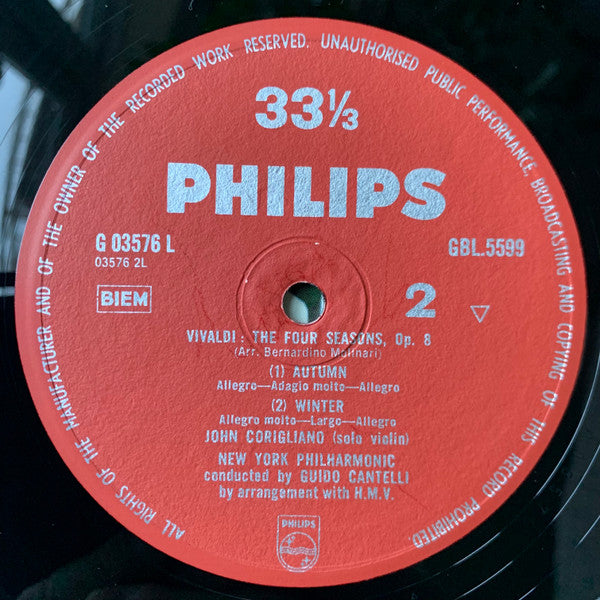 ALL RIGHTS OF THE MANUFACTURER AND OF THE OWNER OF THE RECORDED WORK RESERVED. UNAUTHORISED PUBLIC PERFORMANCE, BROADCASTING AND COPYING OF THIS RECORD PROHIBITED
33⅓
PHILIPS
G 03576 L
GBL.5599
03576 2L
BIEM
2
VIVALDI : THE FOUR SEASONS, Op. 8
(Arr. Bernardino Molinari)
(1) AUTUMN
Allegro—Adagio molto—Allegro
(2) WINTER
Allegro molto—Largo—Allegro
JOHN CORIGLIANO (solo violin)
NEW YORK PHILHARMONIC
conducted by GUIDO CANTELLI
by arrangement with H.M.V.
PHILIPS